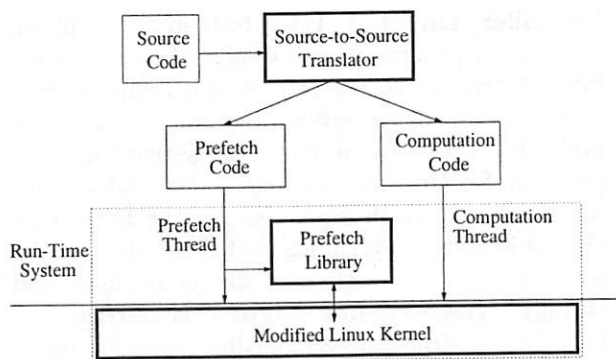 Source
Code
Source-to-Source
Translator
Prefetch
Code
Computation
Code
Prefetch
Thread
Computation
Thread
Run-Time
System
Prefetch
Library
Modified Linux Kernel